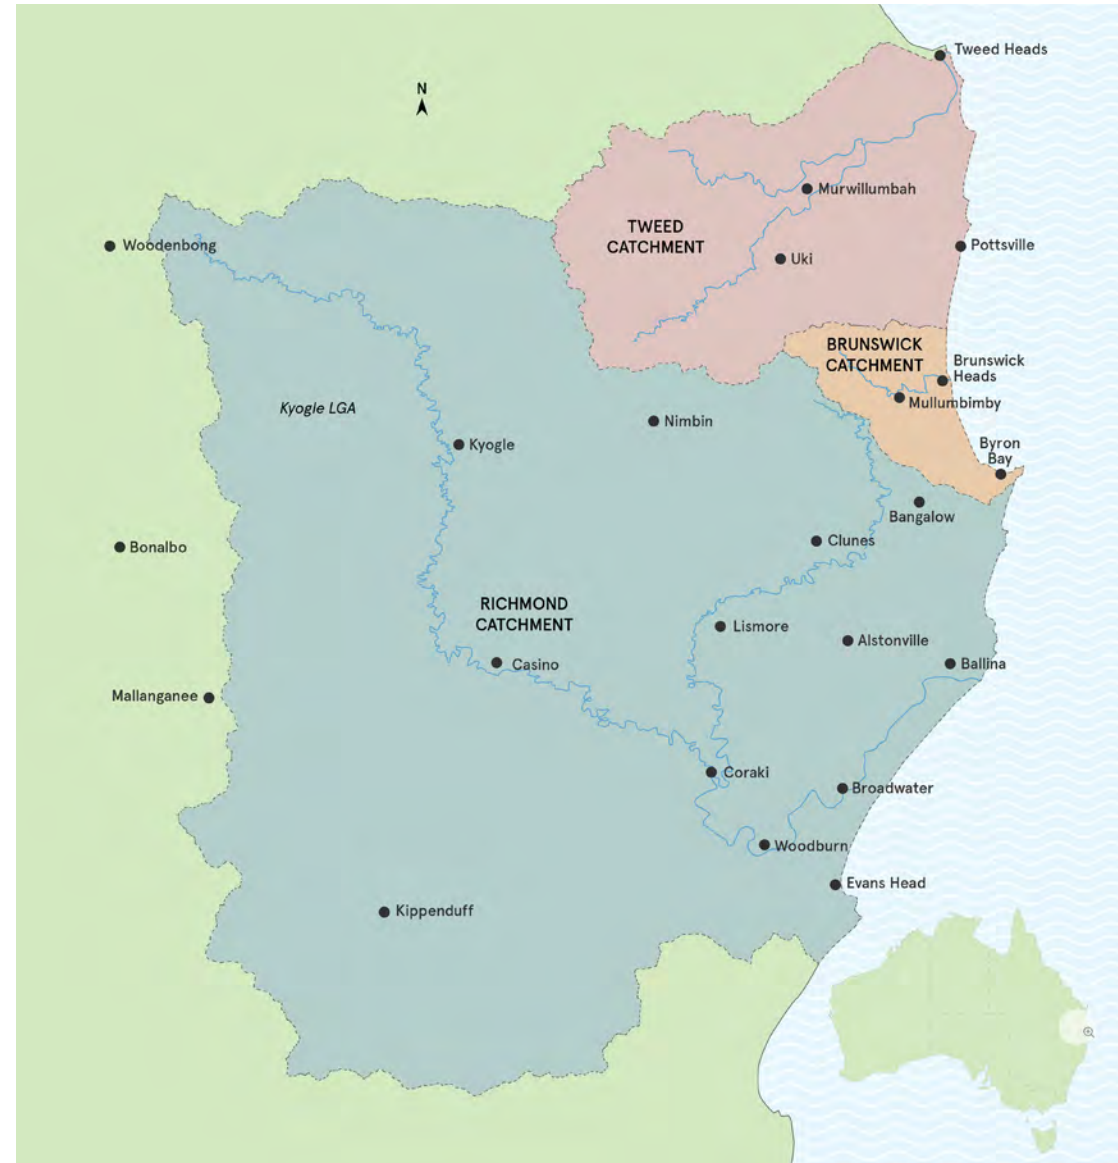 Tweed Heads
N
Murwillumbah
TWEED
CATCHMENT
Woodenbong
Pottsville
Uki
BRUNSWICK
CATCHMENT
Brunswick
Heads
Mullumbimby
Kyogle LGA
Nimbin
Kyogle
Byron
Bay
Bangalow
Clunes
Bonalbo
RICHMOND
CATCHMENT
Lismore
Alstonville
Casino
Ballina
Mallanganee
Coraki
Broadwater
Woodburn
Evans Head
Kippenduff